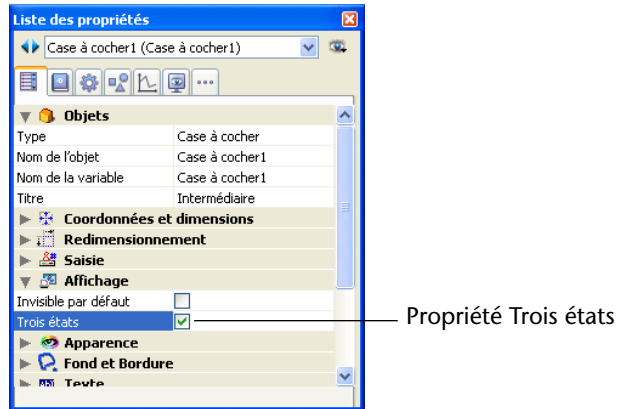 Liste des propriétés
Case à cocher1 (Case à cocher1)
Objets
Type Case à cocher
Nom de l'objet Case à cocher1
Nom de la variable Case à cocher1
Titre Intermédiaire
Coordonnées et dimensions
Redimensionnement
Saisie
Affichage
Invisible par défaut
Trois états Propriété Trois états
Apparence
Fond et Bordure
Texte